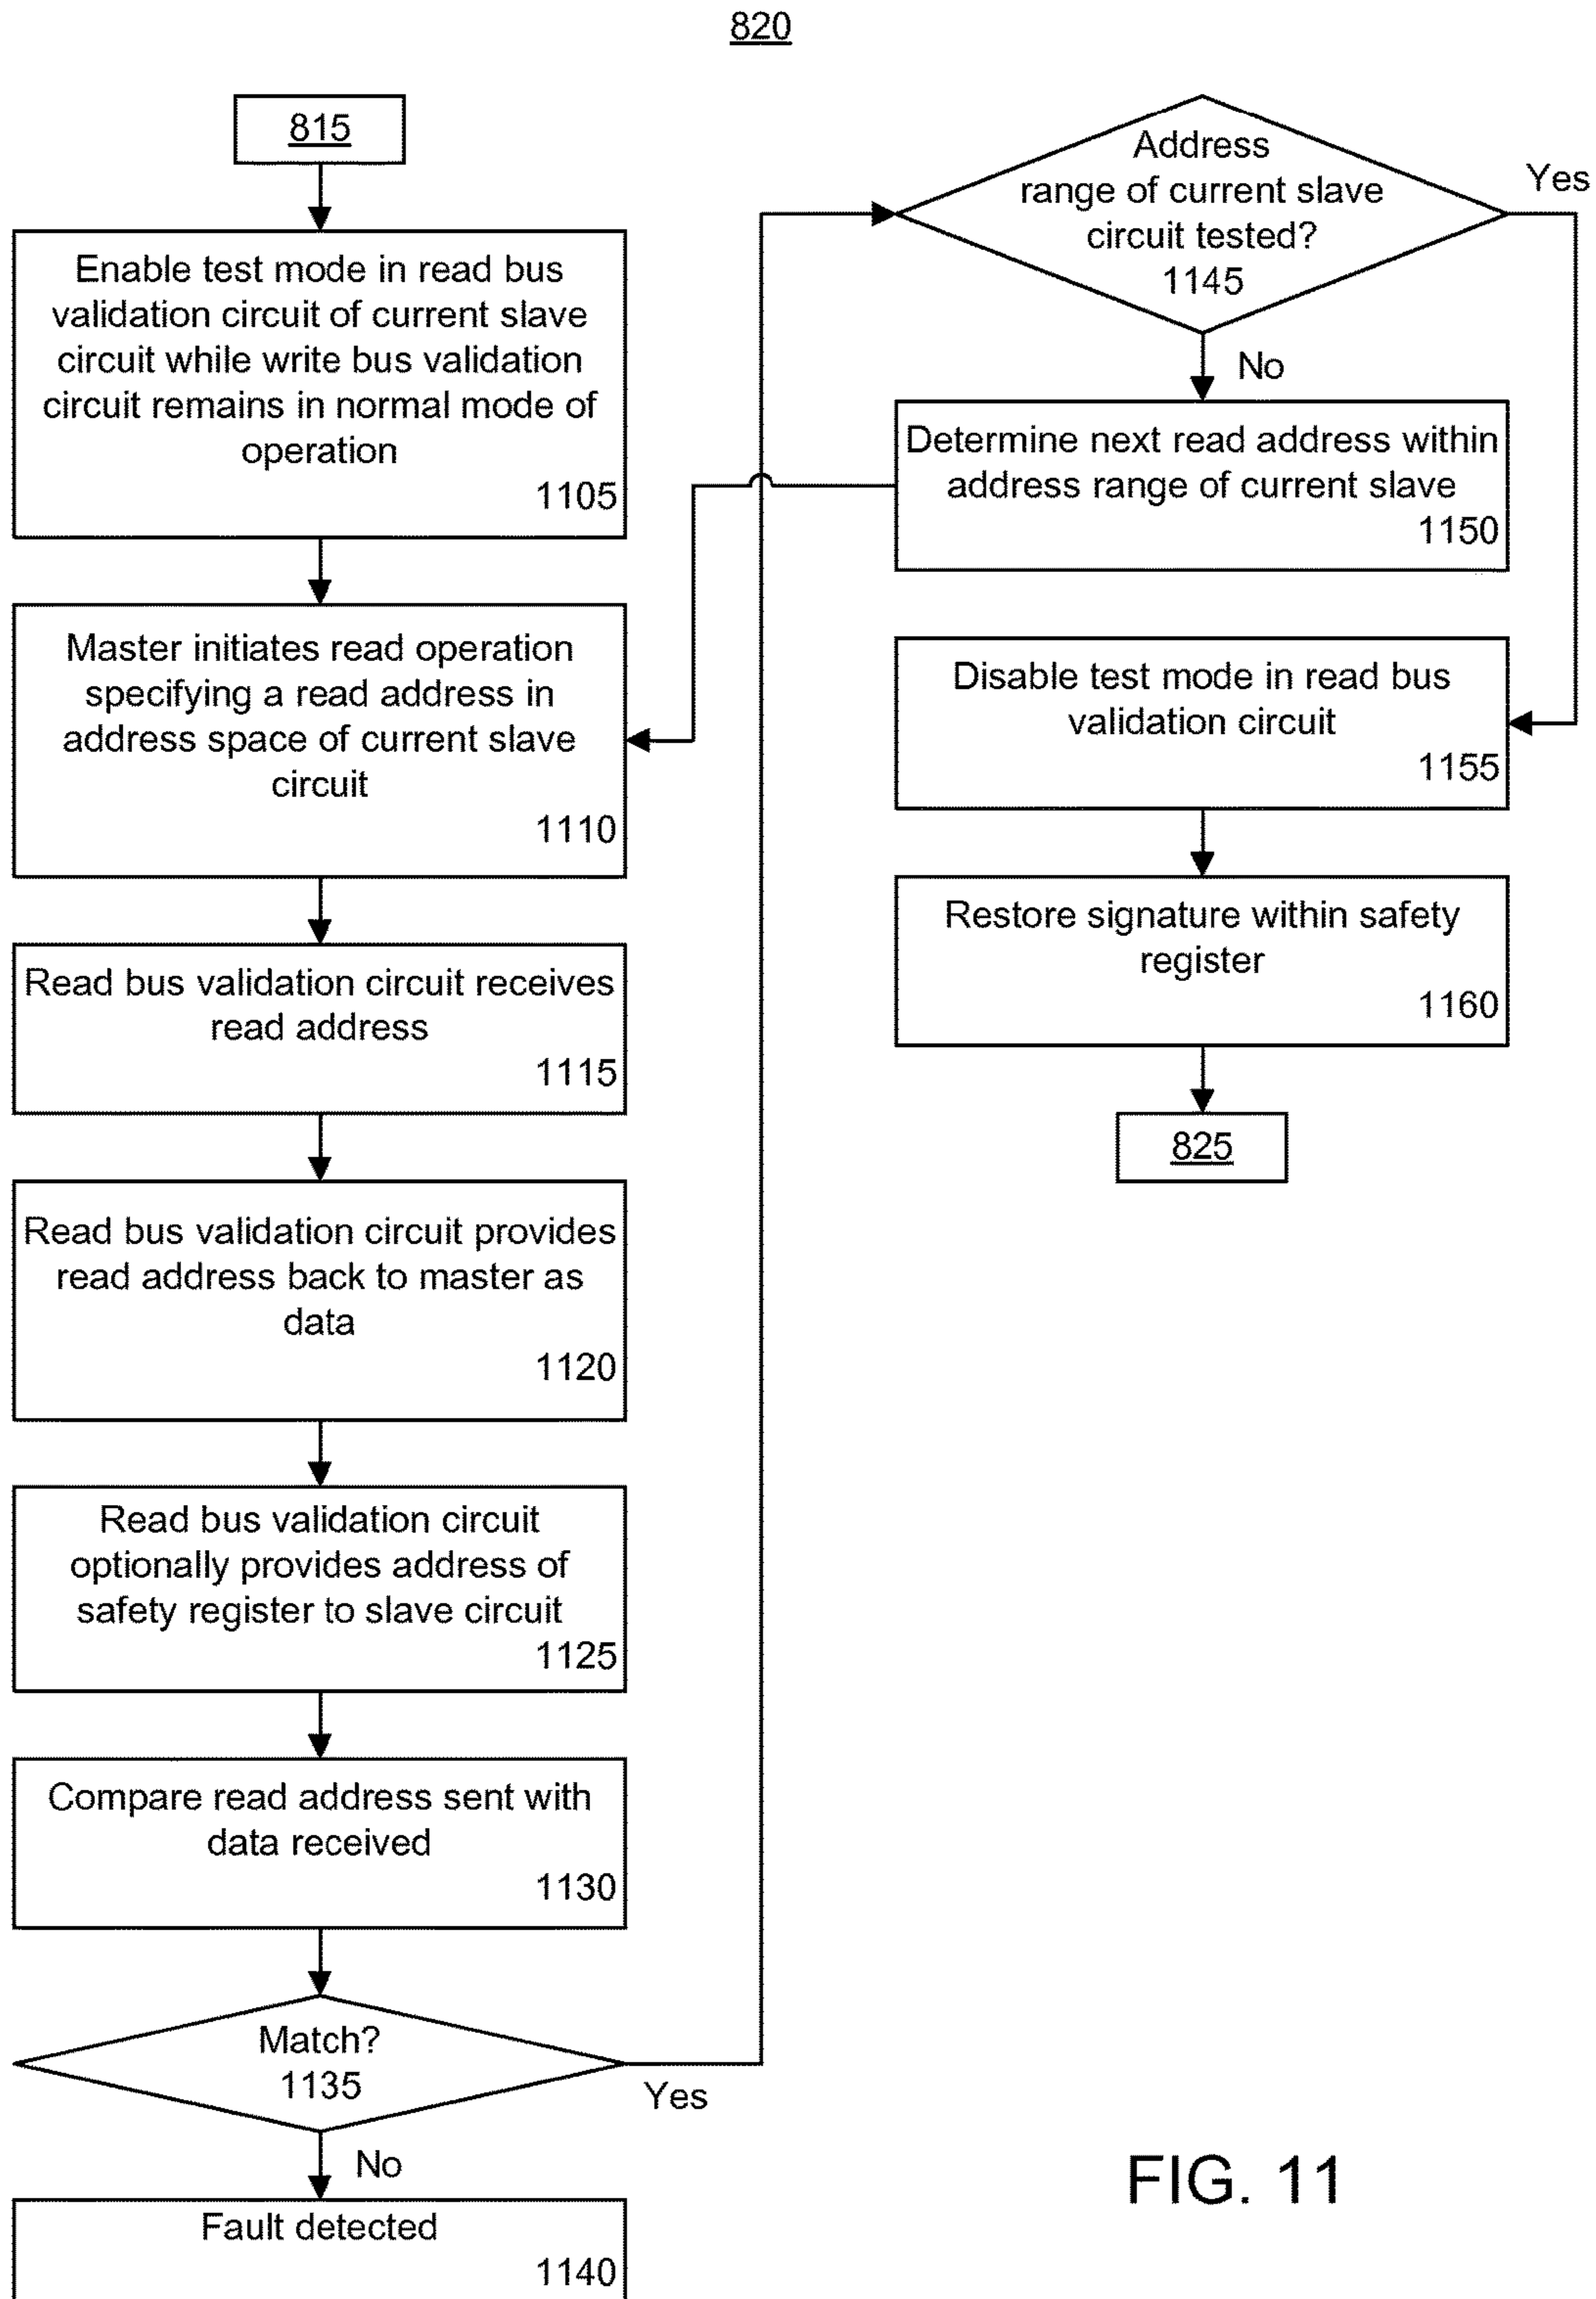 820
815
Enable test mode in read bus
validation circuit of current slave
circuit while write bus validation
circuit remains in normal mode of
operation
1105
Master initiates read operation
specifying a read address in
address space of current slave
circuit
1110
Read bus validation circuit receives
read address
1115
Read bus validation circuit provides
read address back to master as
data
1120
Read bus validation circuit
optionally provides address of
safety register to slave circuit
1125
Compare read address sent with
data received
1130
Match?
1135
Yes
No
Fault detected
1140
Address
range of current slave
circuit tested?
1145
Yes
No
Determine next read address within
address range of current slave
1150
Disable test mode in read bus
validation circuit
1155
Restore signature within safety
register
1160
825
FIG. 11